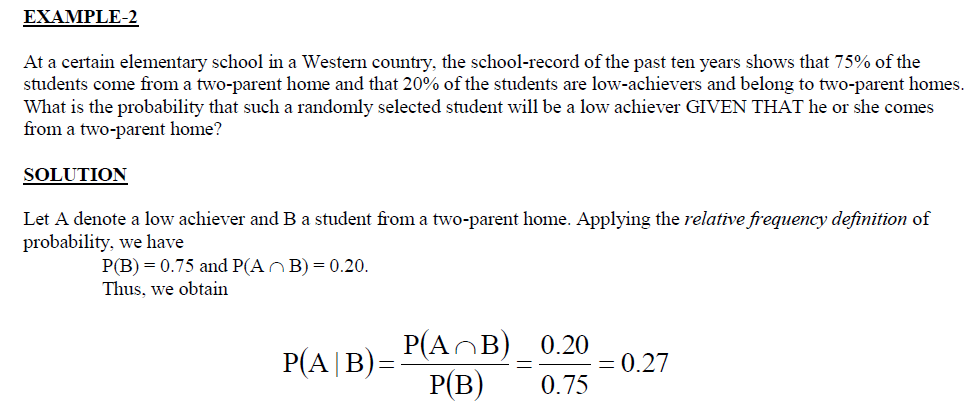 EXAMPLE-2
At a certain elementary school in a Western country, the school-record of the past ten years shows that 75% of the
students come from a two-parent home and that 20% of the students are low-achievers and belong to two-parent homes.
What is the probability that such a randomly selected student will be a low achiever GIVEN THAT he or she comes
from a two-parent home?
SOLUTION
Let A denote a low achiever and B a student from a two-parent home. Applying the relative frequency definition of
probability, we have
P(B) = 0.75 and P(A ∩ B) = 0.20.
Thus, we obtain
P(A | B) = P(A ∩ B) / P(B) = 0.20 / 0.75 = 0.27